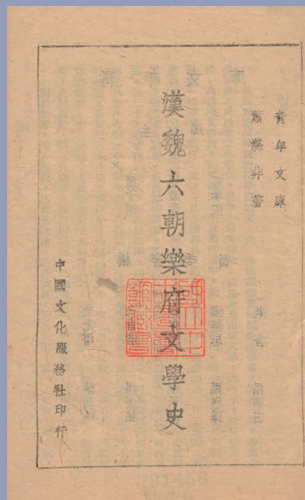 青年文庫
蕭滌非著
漢魏六朝樂府文學史
中國文化服務社印行